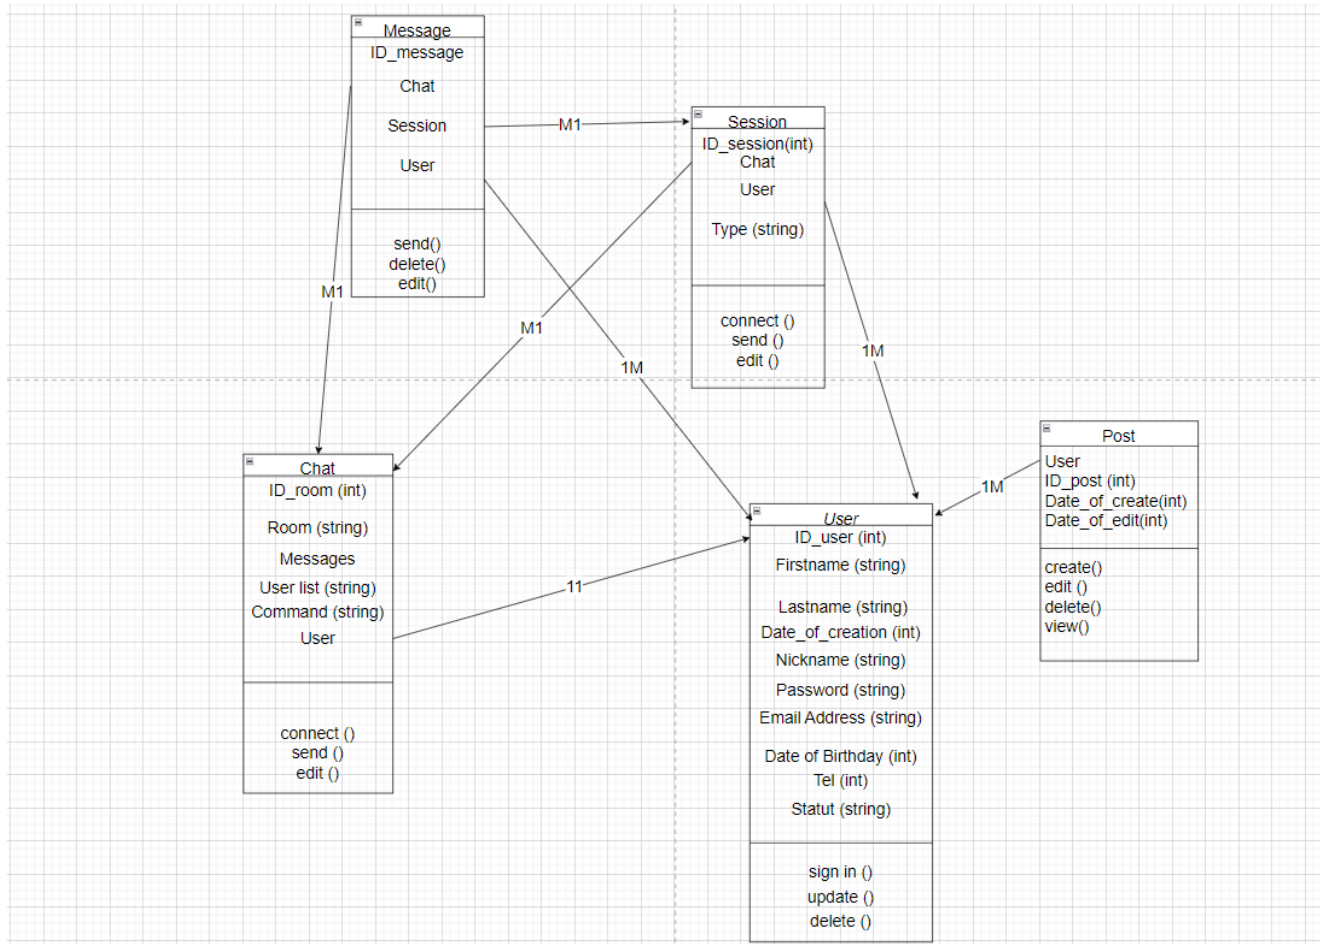 Message
ID_message
Chat
Session
User
send()
delete()
edit()
M1
M1
Session
ID_session(int)
Chat
User
Type (string)
connect ()
send ()
edit ()
M1
1M
1M
Chat
ID_room (int)
Room (string)
Messages
User list (string)
Command (string)
User
connect ()
send ()
edit ()
11
User
ID_user (int)
Firstname (string)
Lastname (string)
Date_of_creation (int)
Nickname (string)
Password (string)
Email Address (string)
Date of Birthday (int)
Tel (int)
Statut (string)
sign in ()
update ()
delete ()
1M
Post
User
ID_post (int)
Date_of_create(int)
Date_of_edit(int)
create()
edit ()
delete()
view()